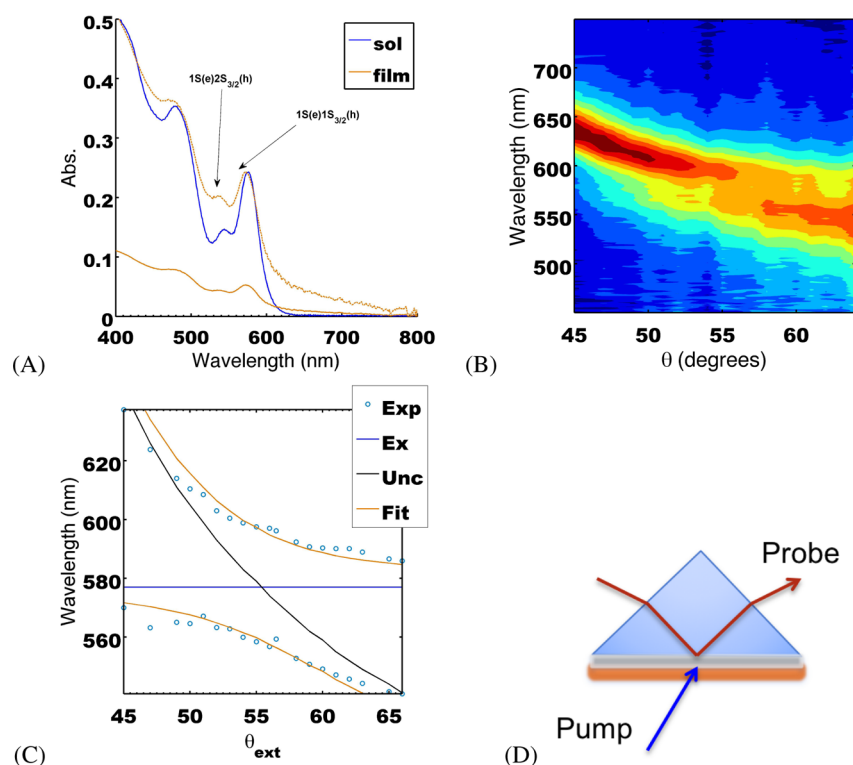 0.5
0.4
0.3
0.2
0.1
0
Abs.
sol
film
1S(e)2S3/2(h)
1S(e)1S3/2(h)
400 500 600 700 800
Wavelength (nm)
(A)
700
650
600
550
500
Wavelength (nm)
45 50 55 60
θ (degrees)
(B)
Exp
Ex
Unc
Fit
620
600
580
560
Wavelength (nm)
45 50 55 60 65
θext
(C)
Probe
Pump
(D)